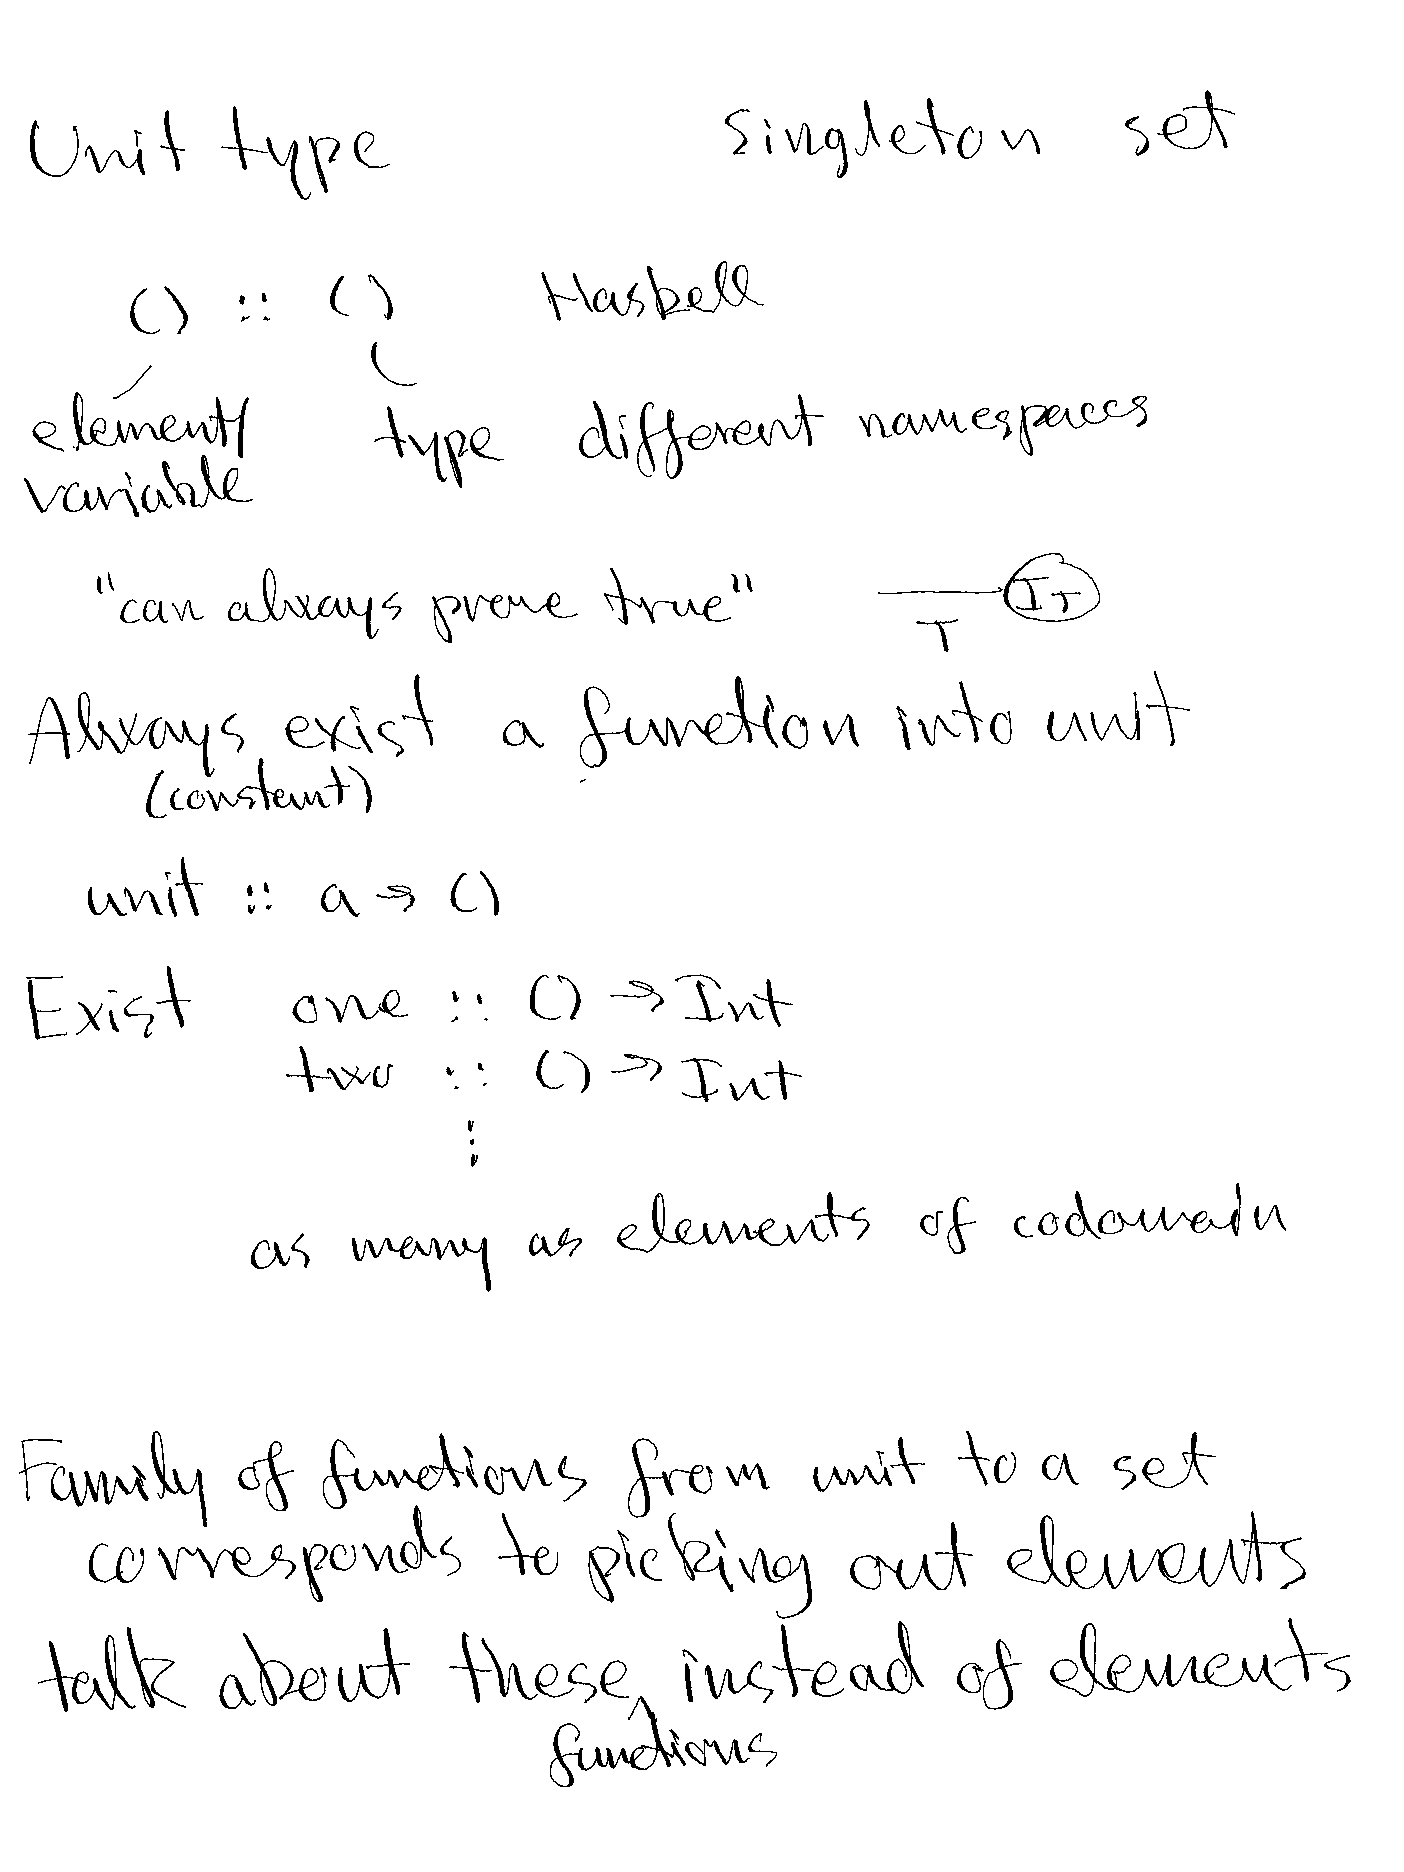 Unit type singleton set
() :: () Haskell
element/ type different namespaces
variable
"can always prove true" I⊤
⊤
Always exist a function into unit
(constant)
unit :: a → ()
Exist one :: () → Int
two :: () → Int
⋮
as many as elements of codomain
Family of functions from unit to a set
corresponds to picking out elements
talk about these instead of elements
functions